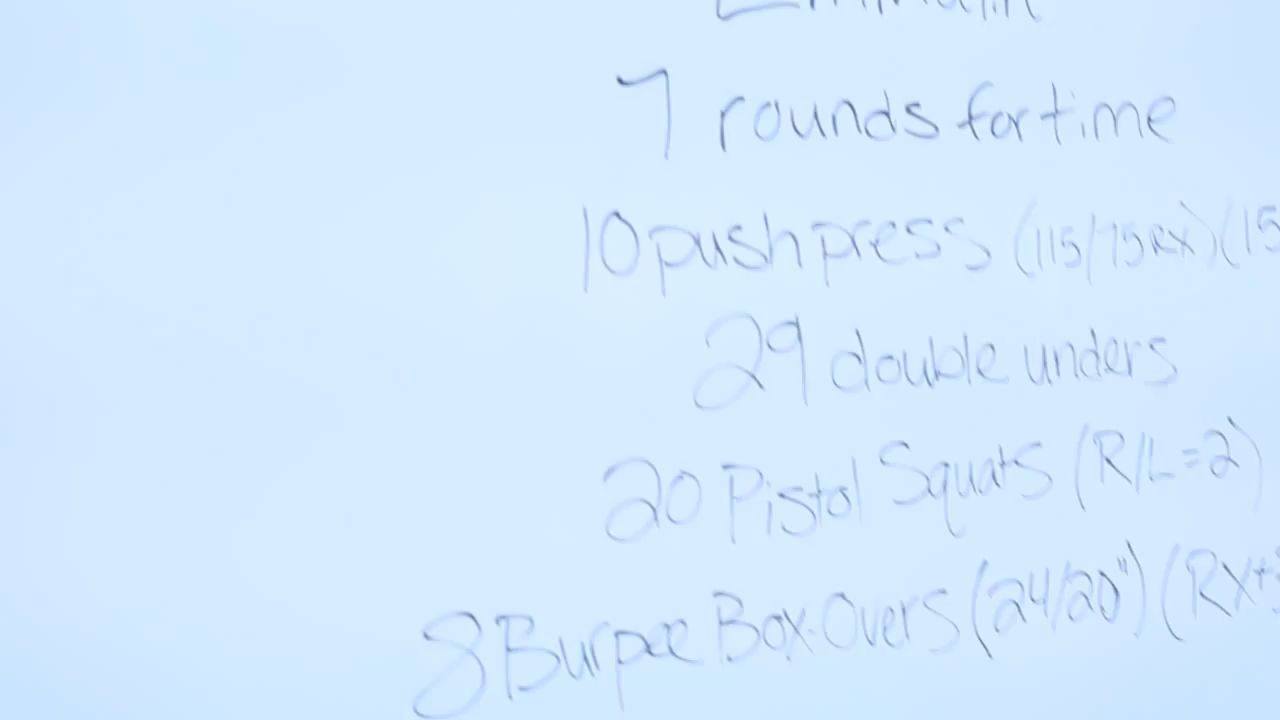 7 rounds for time
10 push press (115/75 RX) (15
29 double unders
20 Pistol Squats (R/L=2)
8 Burpee Box Overs (24/20") (RX+